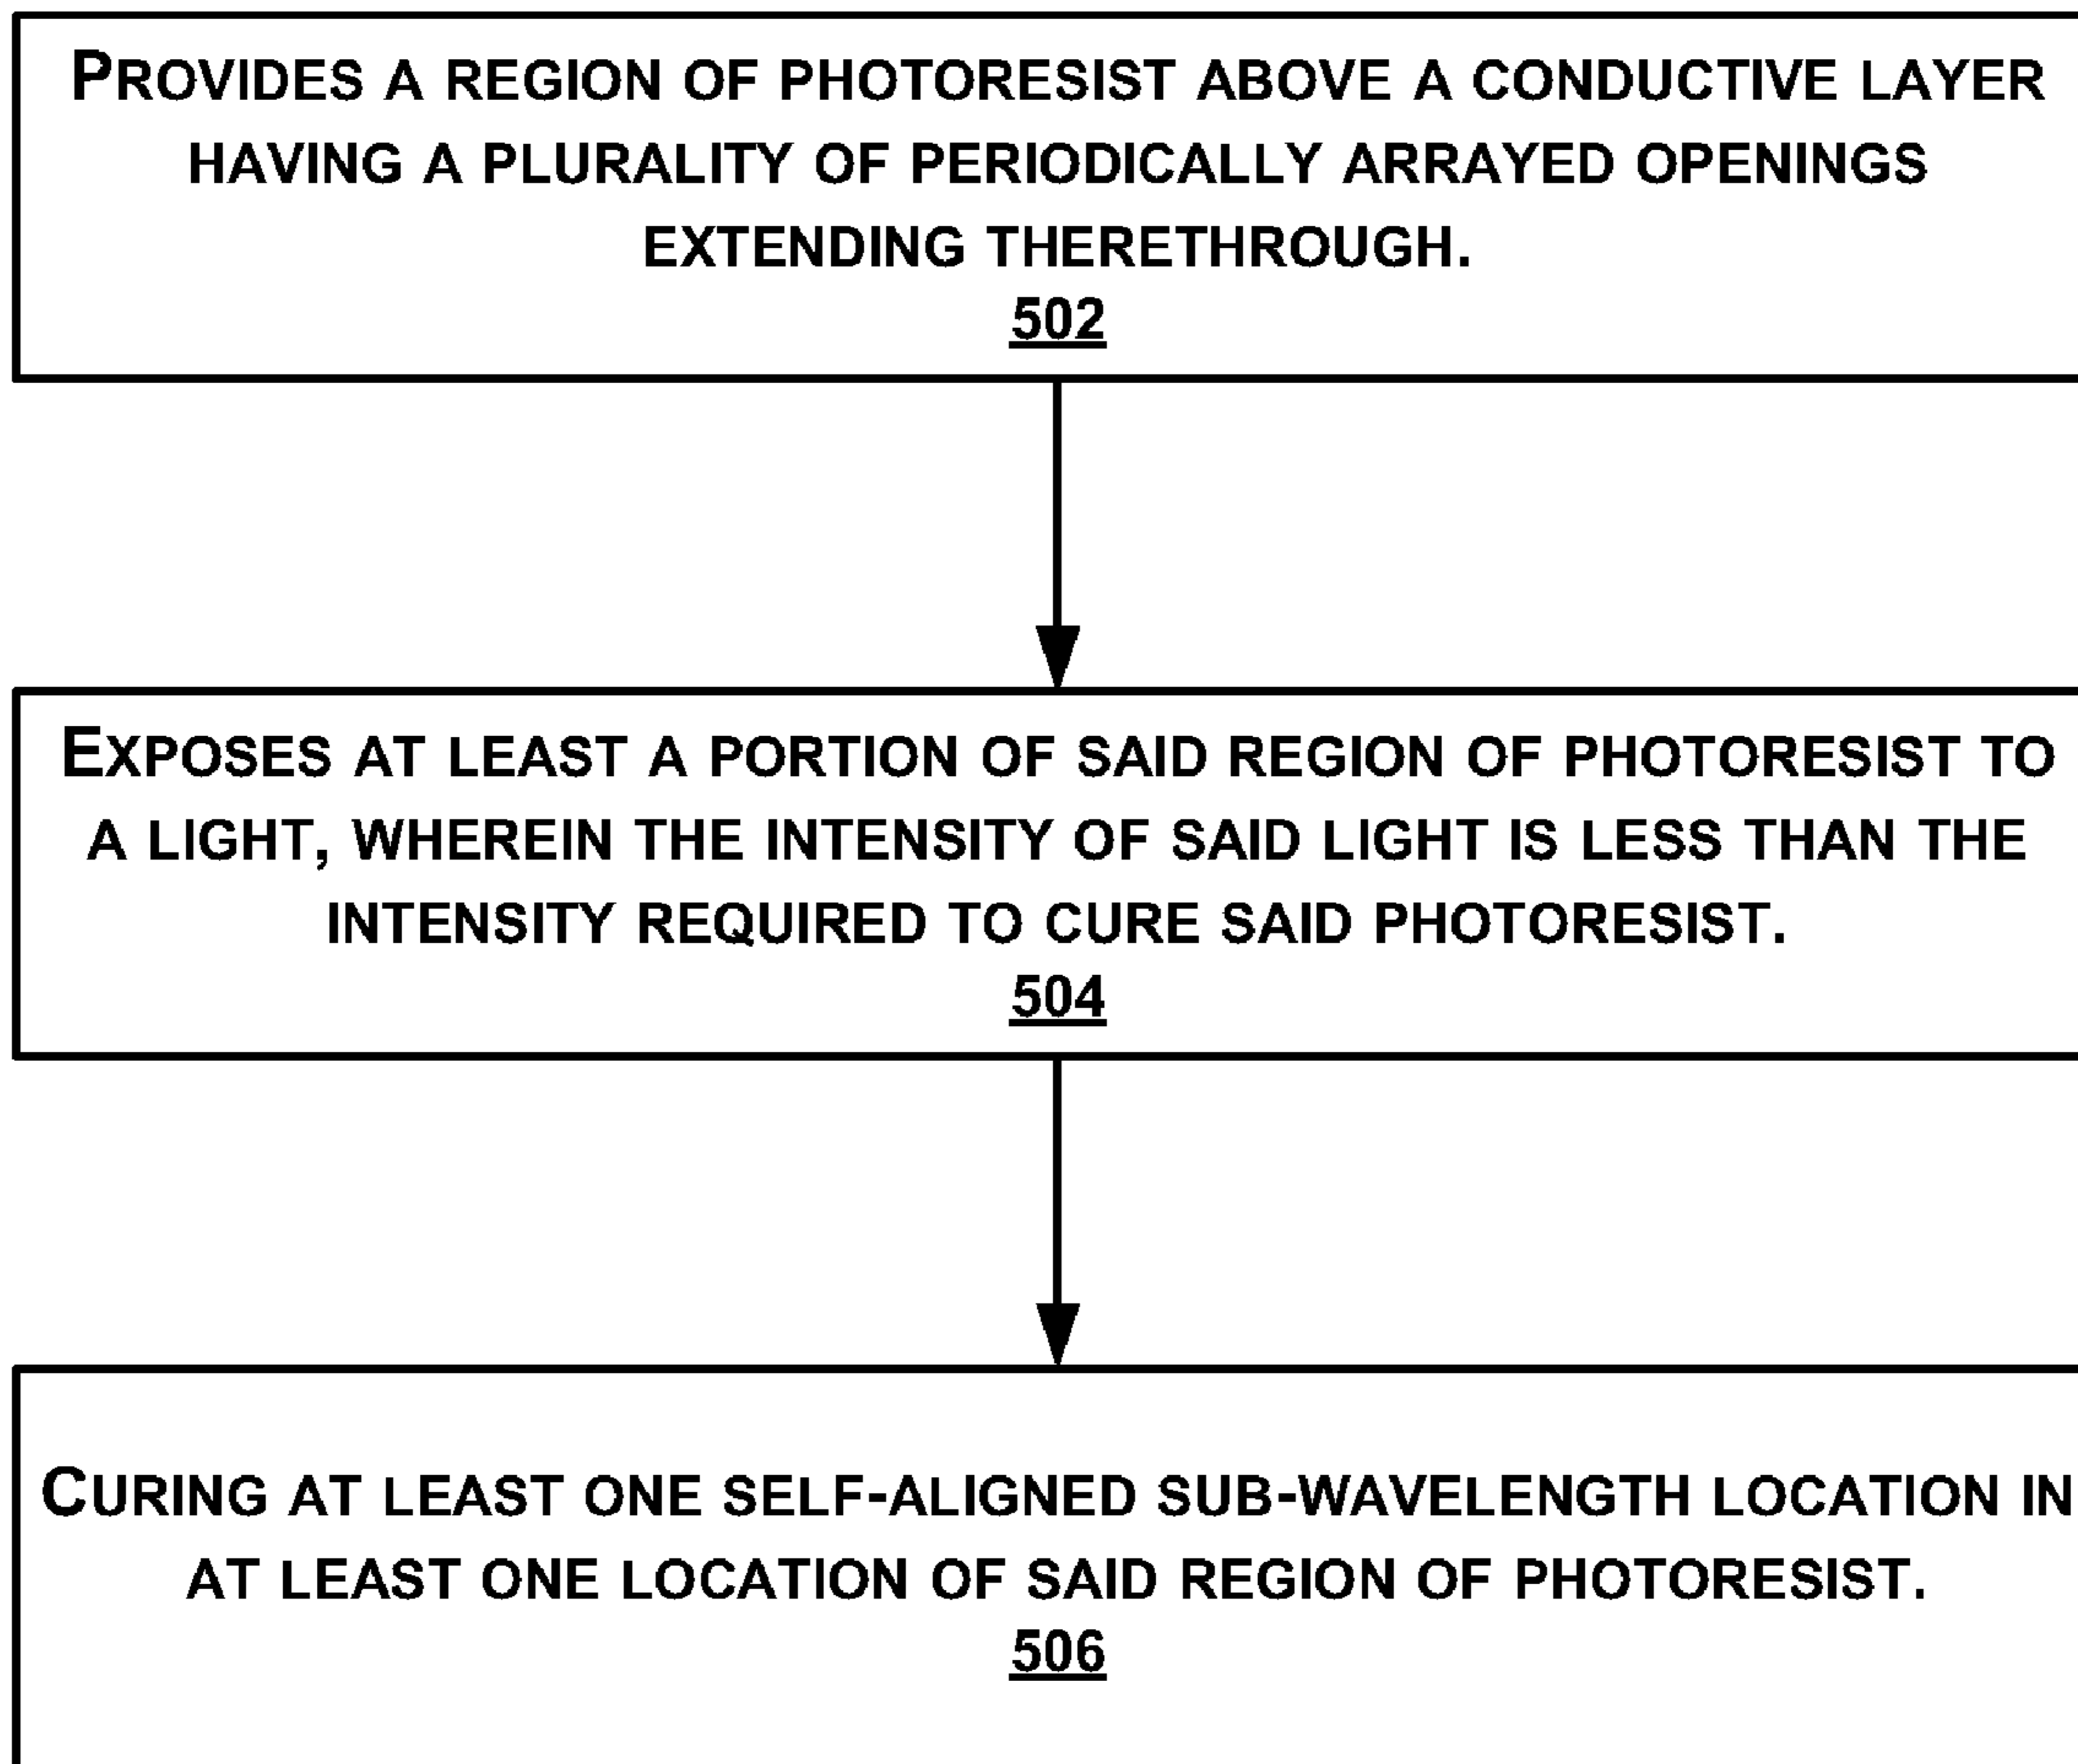 PROVIDES A REGION OF PHOTORESIST ABOVE A CONDUCTIVE LAYER
HAVING A PLURALITY OF PERIODICALLY ARRAYED OPENINGS
EXTENDING THERETHROUGH.
502
EXPOSES AT LEAST A PORTION OF SAID REGION OF PHOTORESIST TO
A LIGHT, WHEREIN THE INTENSITY OF SAID LIGHT IS LESS THAN THE
INTENSITY REQUIRED TO CURE SAID PHOTORESIST.
504
CURING AT LEAST ONE SELF-ALIGNED SUB-WAVELENGTH LOCATION IN
AT LEAST ONE LOCATION OF SAID REGION OF PHOTORESIST.
506